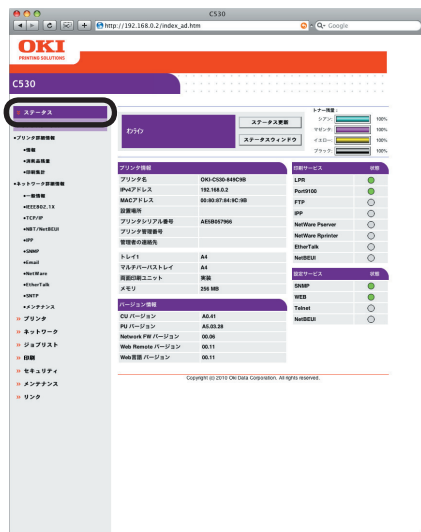 C530
http://192.168.0.2/index_ad.htm
Google
OKI
PRINTING SOLUTIONS
C530
ステータス
•プリンタ詳細情報
•情報
•消耗品残量
•印刷集計
•ネットワーク詳細情報
•一般情報
•IEEE802.1X
•TCP/IP
•NBT/NetBEUI
•IPP
•SNMP
•Email
•NetWare
•EtherTalk
•SNTP
•メンテナンス
プリンタ
ネットワーク
ジョブリスト
印刷
セキュリティ
メンテナンス
リンク
オンライン
ステータス更新
ステータスウィンドウ
トナー残量:
シアン: 100%
マゼンタ: 100%
イエロー: 100%
ブラック: 100%
プリンタ情報
プリンタ名 OKI-C530-849C9B
IPv4アドレス 192.168.0.2
MACアドレス 00:80:87:84:9C:9B
設置場所
プリンタシリアル番号 AE5B057966
プリンタ管理番号
管理者の連絡先
トレイ1 A4
マルチパーパストレイ A4
両面印刷ユニット 実装
メモリ 256 MB
バージョン情報
CU バージョン A0.41
PU バージョン A5.03.28
Network FW バージョン 00.06
Web Remote バージョン 00.11
Web言語 バージョン 00.11
印刷サービス 状態
LPR
Port9100
FTP
IPP
NetWare Pserver
NetWare Rprinter
EtherTalk
NetBEUI
設定サービス 状態
SNMP
WEB
Telnet
NetBEUI
Copyright (c) 2010 Oki Data Corporation. All rights reserved.